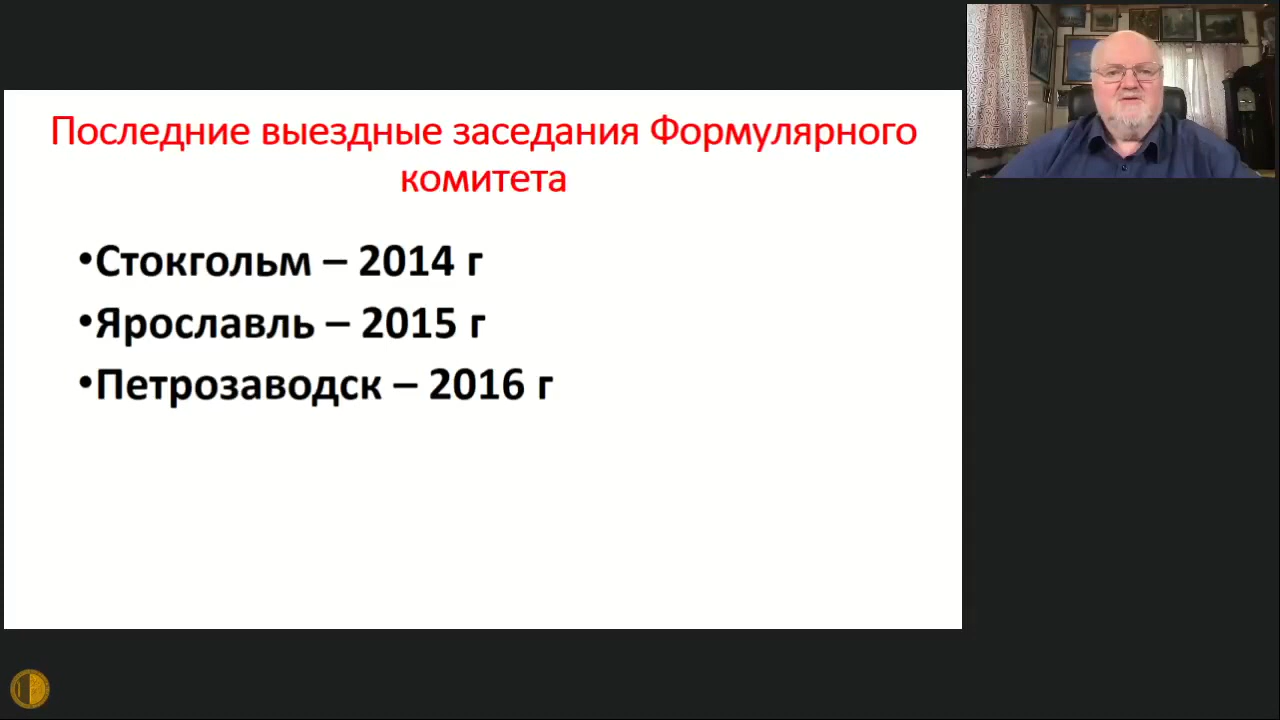 Последние выездные заседания Формулярного
комитета
•Стокгольм – 2014 г
•Ярославль – 2015 г
•Петрозаводск – 2016 г